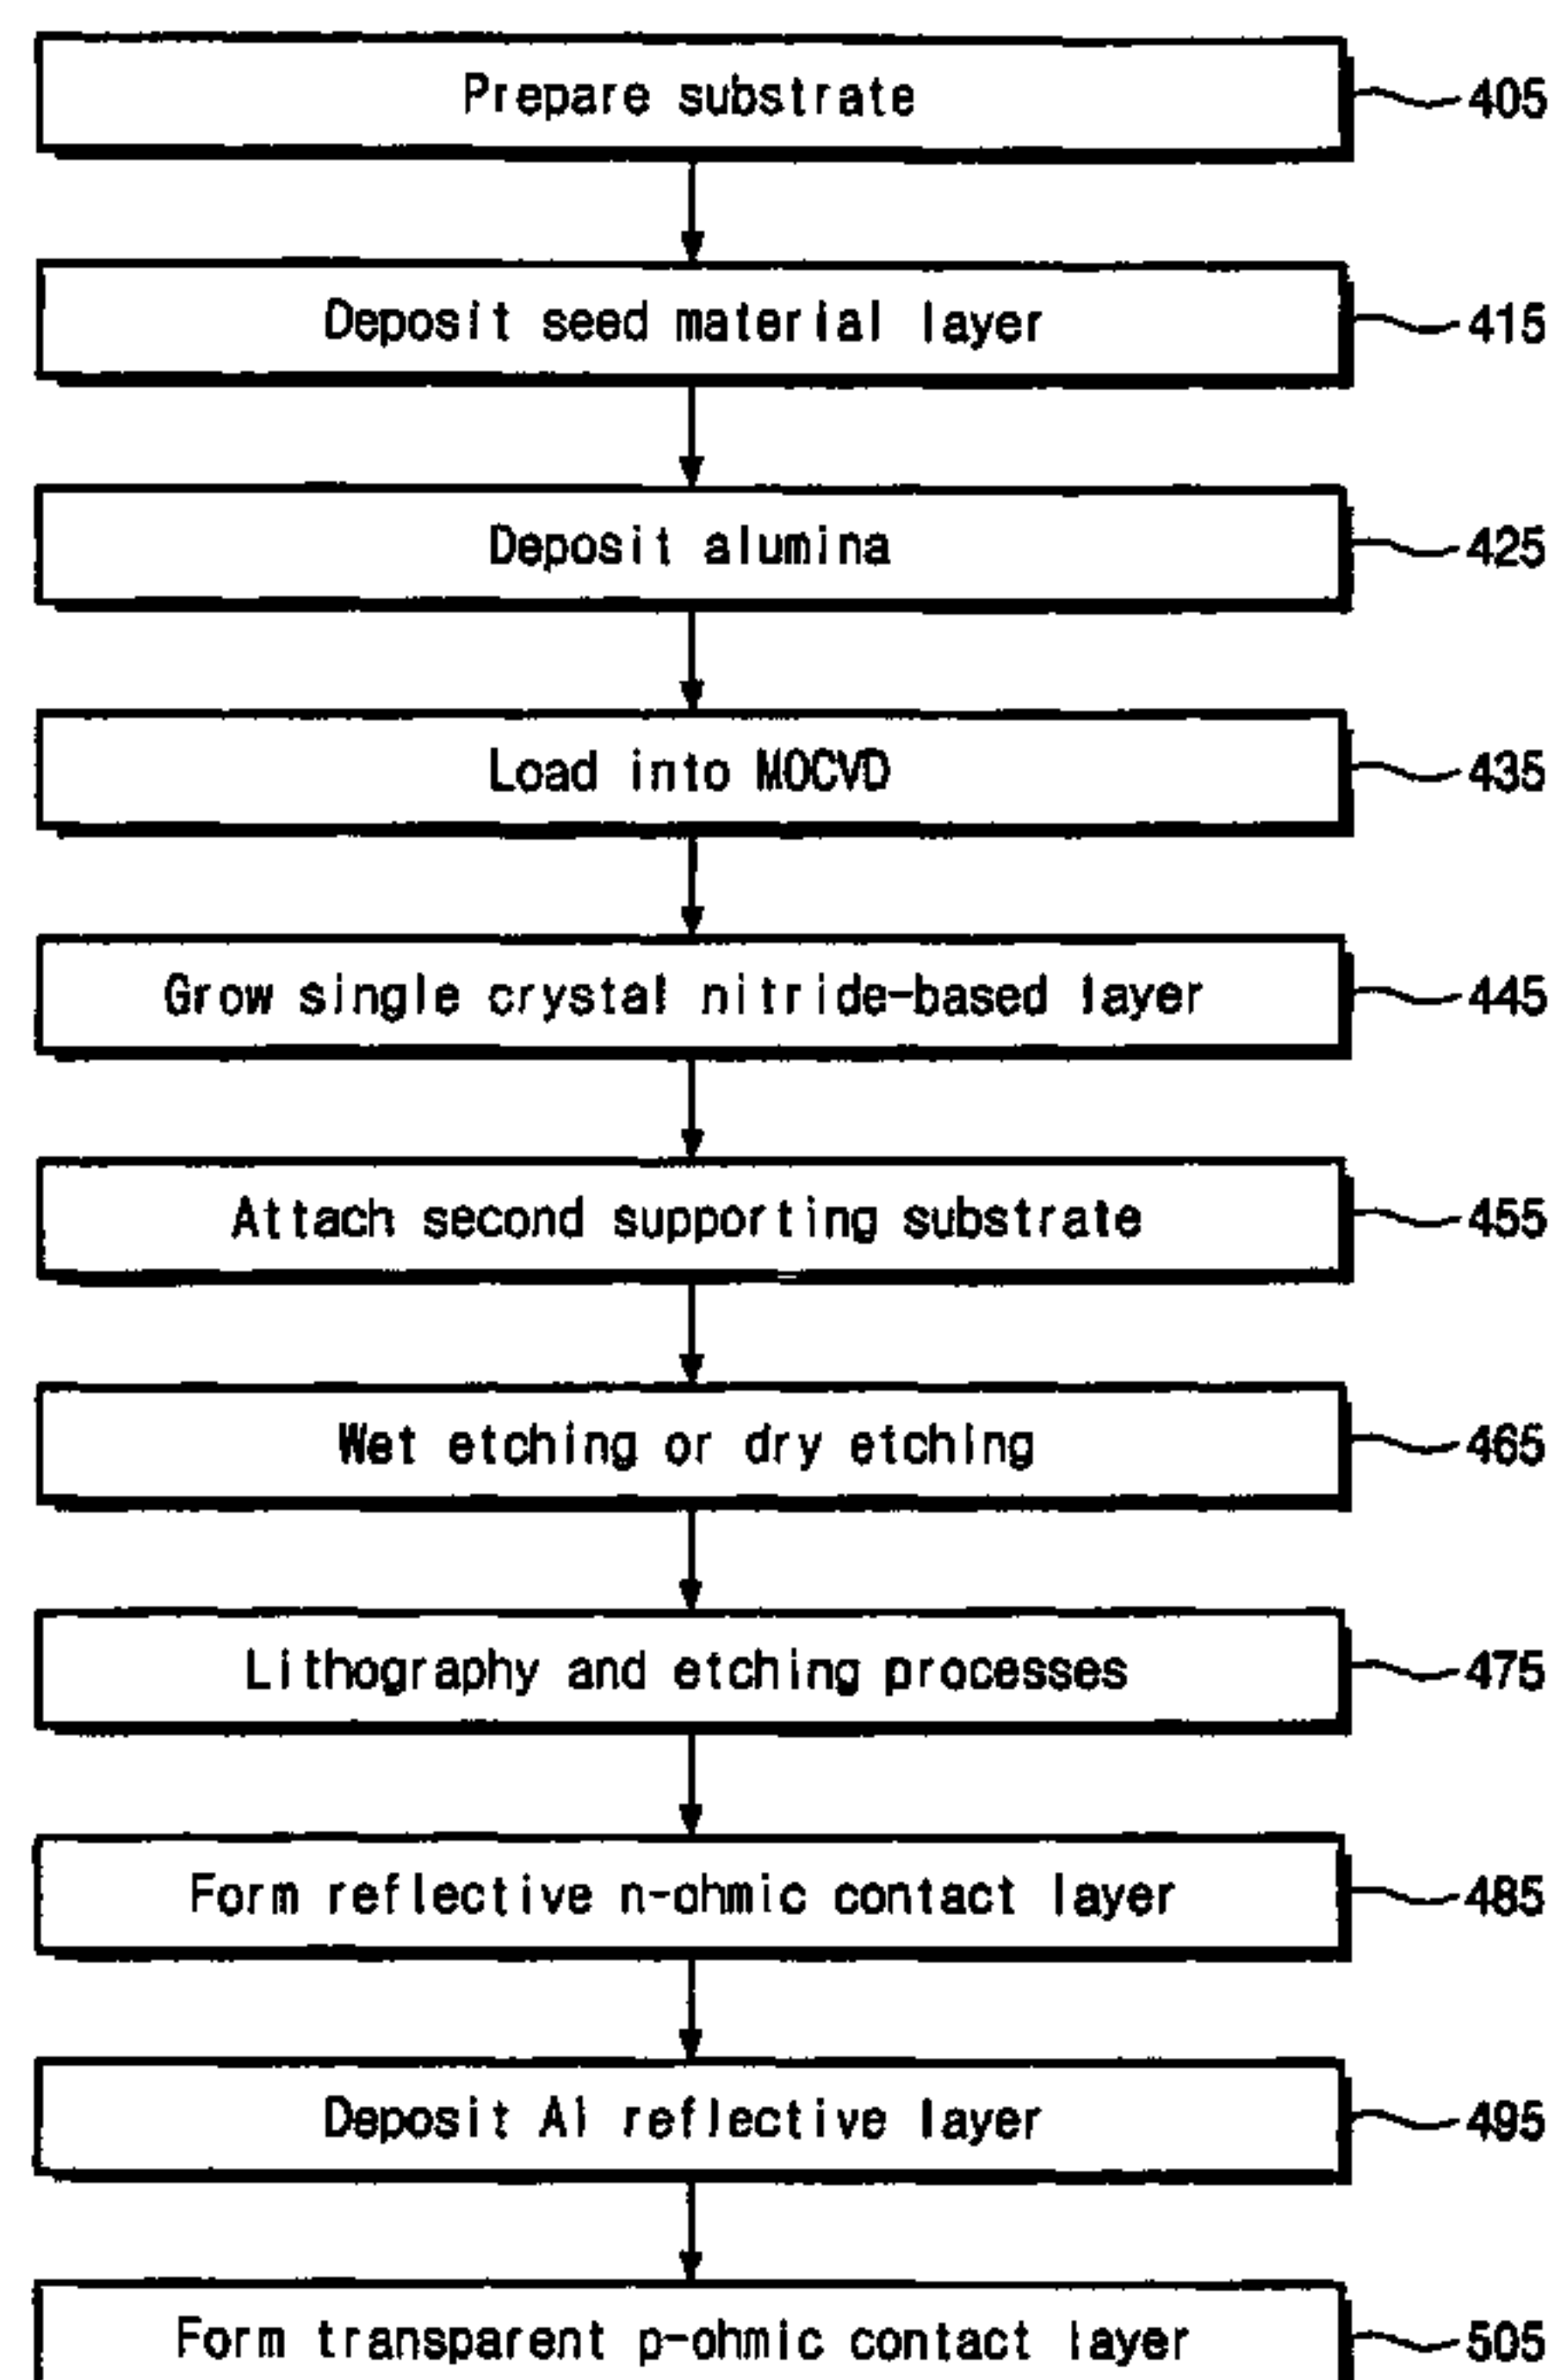 Prepare substrate 405
Deposit seed material layer 415
Deposit alumina 425
Load into MOCVD 435
Grow single crystal nitride-based layer 445
Attach second supporting substrate 455
Wet etching or dry etching 465
Lithography and etching processes 475
Form reflective n-ohmic contact layer 485
Deposit Al reflective layer 495
Form transparent p-ohmic contact layer 505